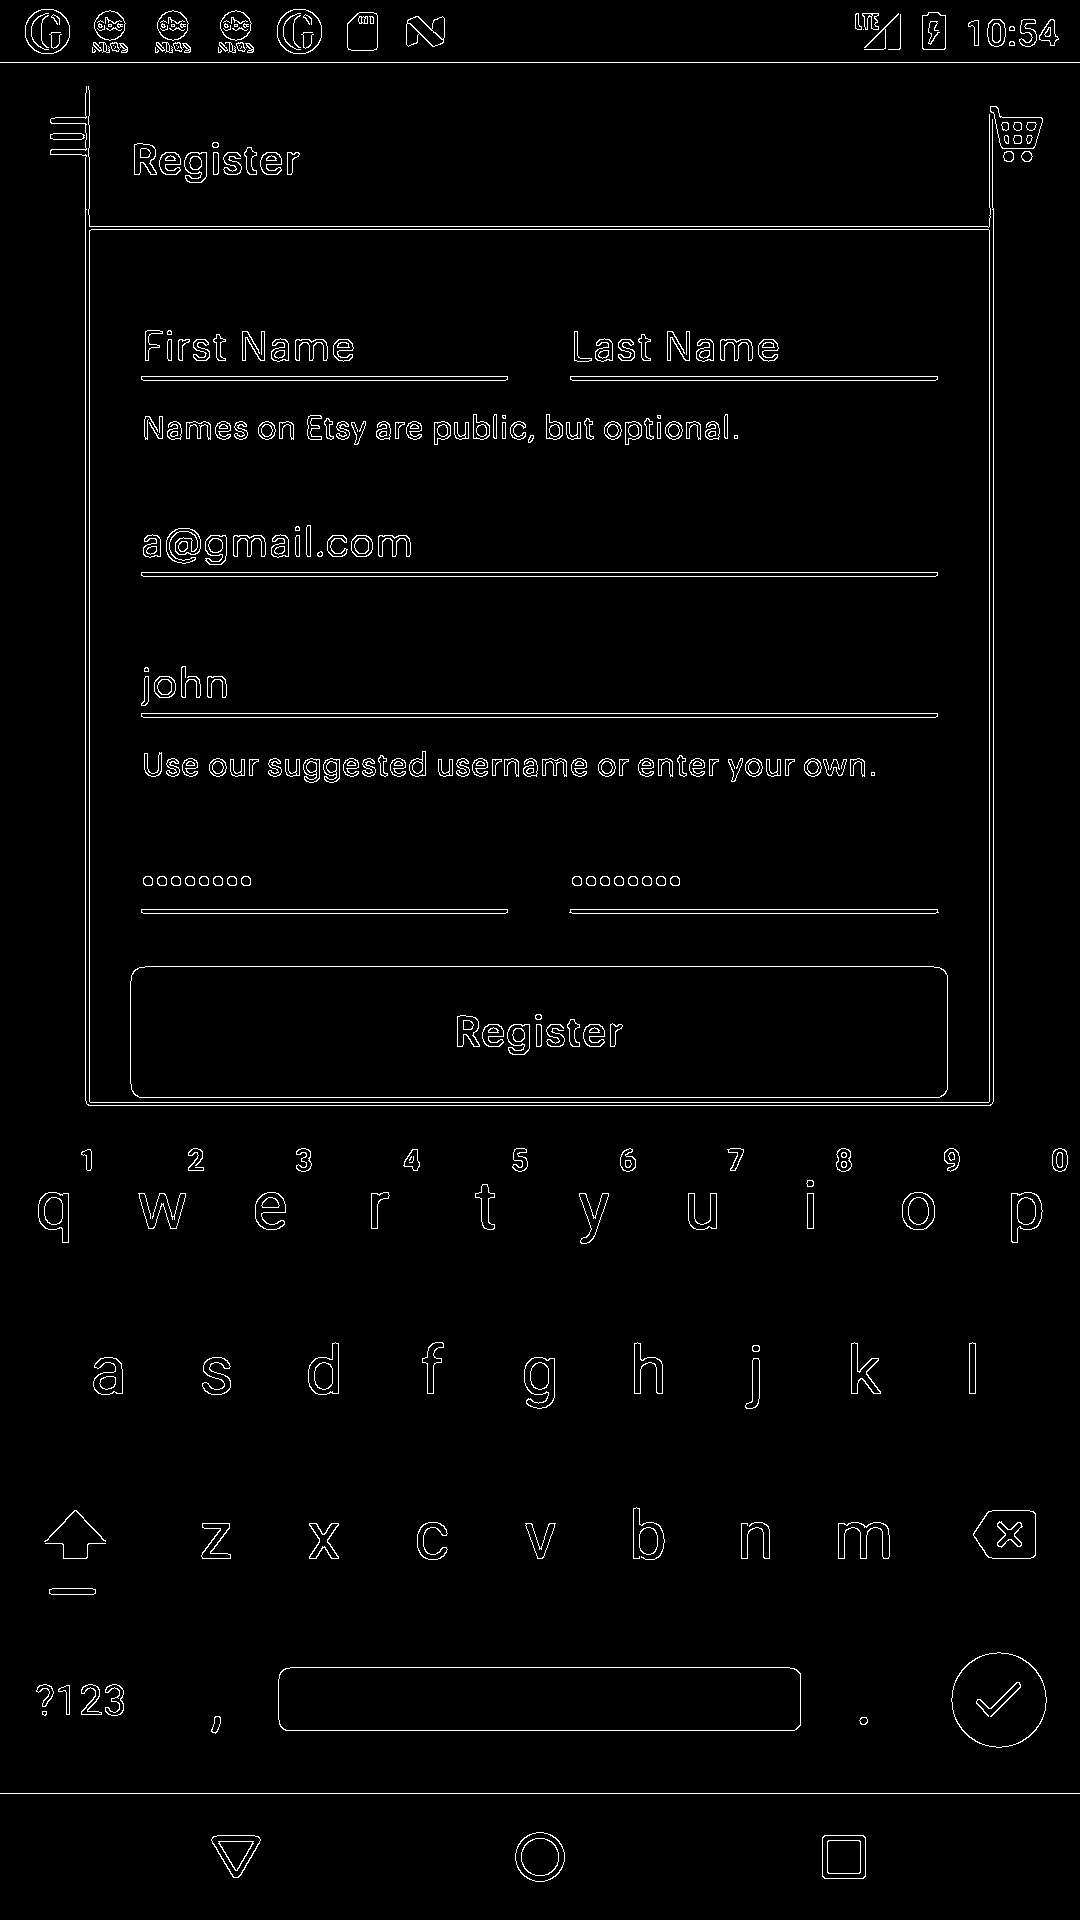 LTE 10:54
Register
First Name Last Name
Names on Etsy are public, but optional.
a@gmail.com
john
Use our suggested username or enter your own.
Register
1 2 3 4 5 6 7 8 9 0
q w e r t y u i o p
a s d f g h j k l
z x c v b n m
?123 , .